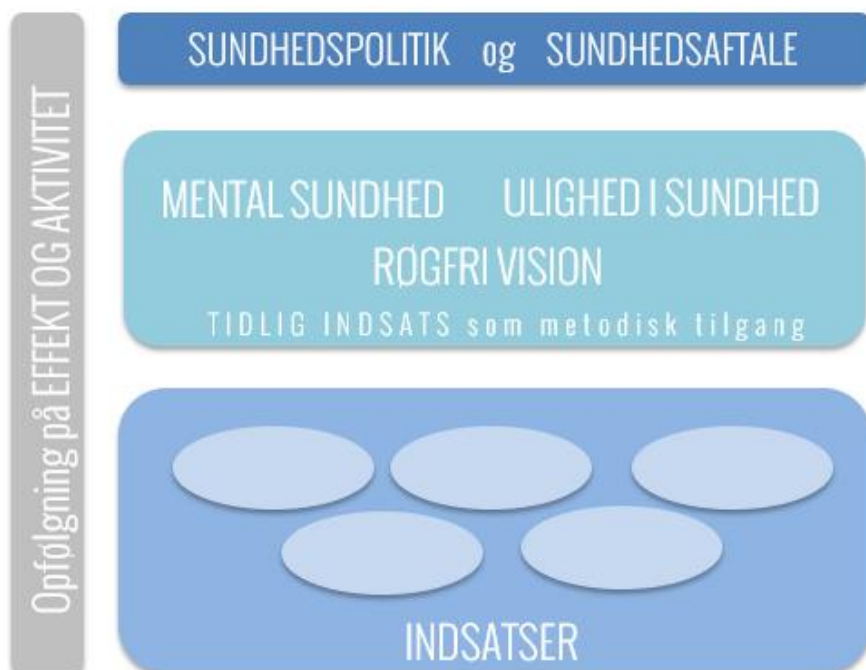 Opfølgning på EFFEKT OG AKTIVITET
SUNDHEDSPOLITIK og SUNDHEDSAFTALE
MENTAL SUNDHED ULIGHED I SUNDHED
RØGFRI VISION
TIDLIG INDSATS som metodisk tilgang
INDSATSER